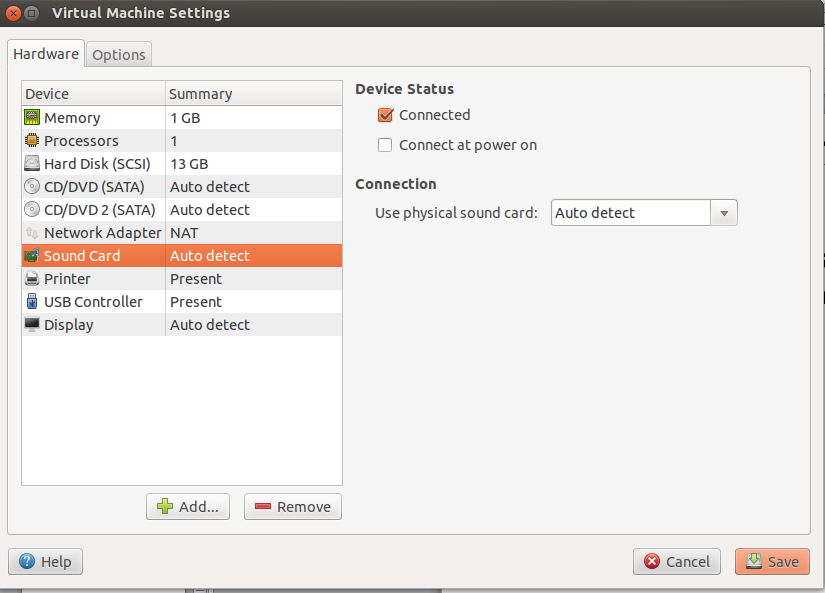 Virtual Machine Settings
Hardware Options
Device Summary
Memory 1 GB
Processors 1
Hard Disk (SCSI) 13 GB
CD/DVD (SATA) Auto detect
CD/DVD 2 (SATA) Auto detect
Network Adapter NAT
Sound Card Auto detect
Printer Present
USB Controller Present
Display Auto detect
Add... Remove
Device Status
Connected
Connect at power on
Connection
Use physical sound card: Auto detect
Help Cancel Save